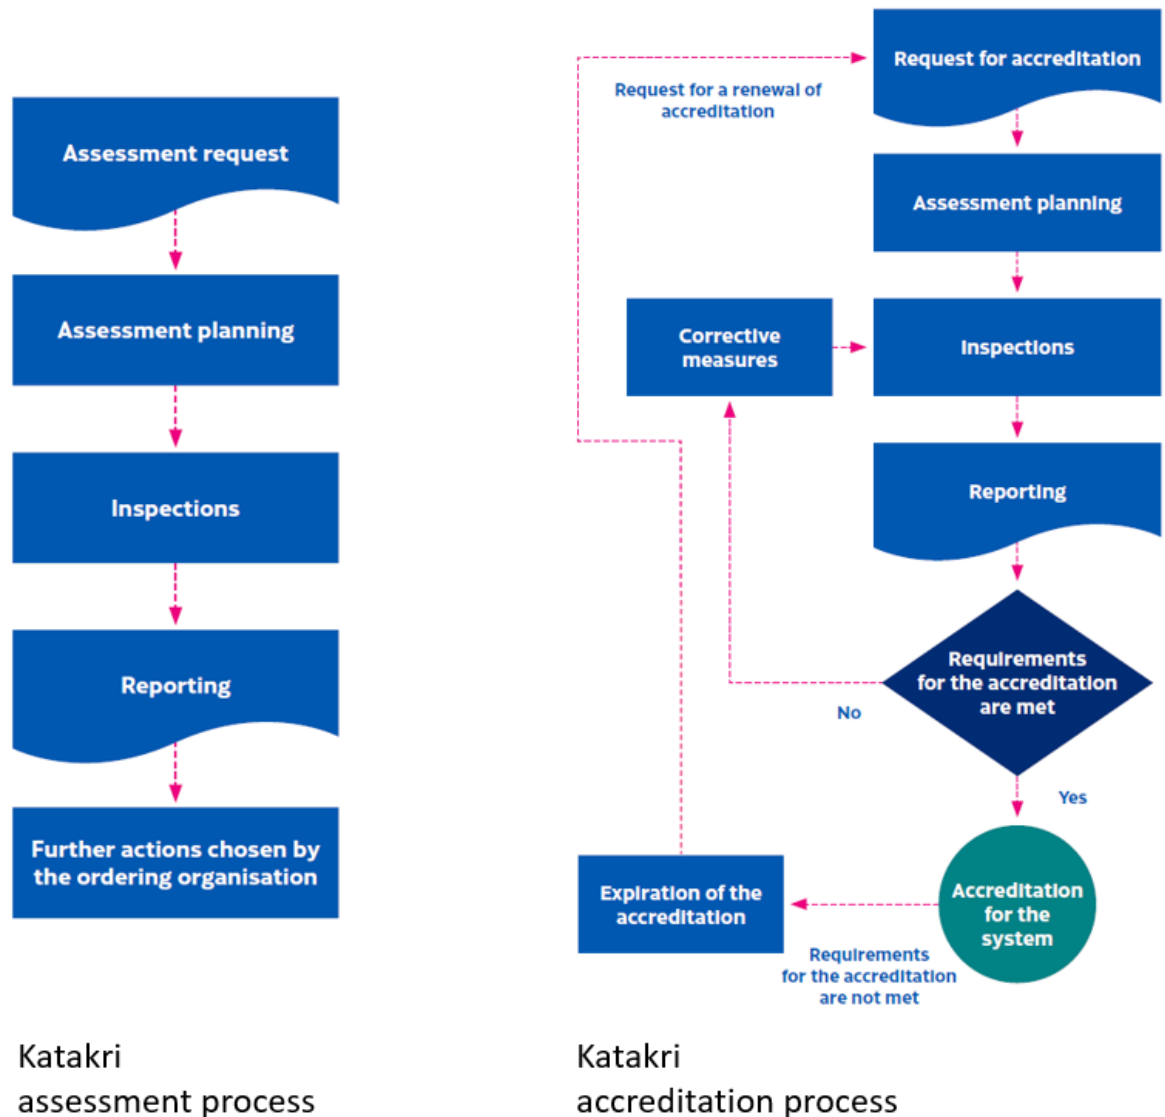 Assessment request
Assessment planning
Inspections
Reporting
Further actions chosen by
the ordering organisation
Katakri
assessment process
Request for accreditation
Request for a renewal of
accreditation
Assessment planning
Corrective
measures
Inspections
Reporting
Requirements
for the accreditation
are met
No
Yes
Accreditation
for the
system
Requirements
for the accreditation
are not met
Expiration of the
accreditation
Katakri
accreditation process